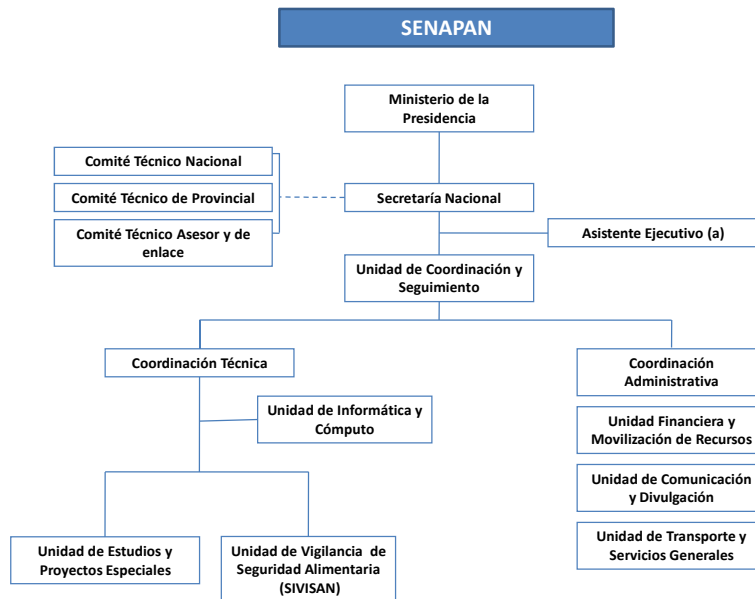 SENAPAN
Ministerio de la
Presidencia
Comité Técnico Nacional
Comité Técnico de Provincial
Secretaría Nacional
Comité Técnico Asesor y de
enlace
Asistente Ejecutivo (a)
Unidad de Coordinación y
Seguimiento
Coordinación Técnica
Coordinación
Administrativa
Unidad de Informática y
Cómputo
Unidad Financiera y
Movilización de Recursos
Unidad de Comunicación
y Divulgación
Unidad de Transporte y
Servicios Generales
Unidad de Estudios y
Proyectos Especiales
Unidad de Vigilancia de
Seguridad Alimentaria
(SIVISAN)